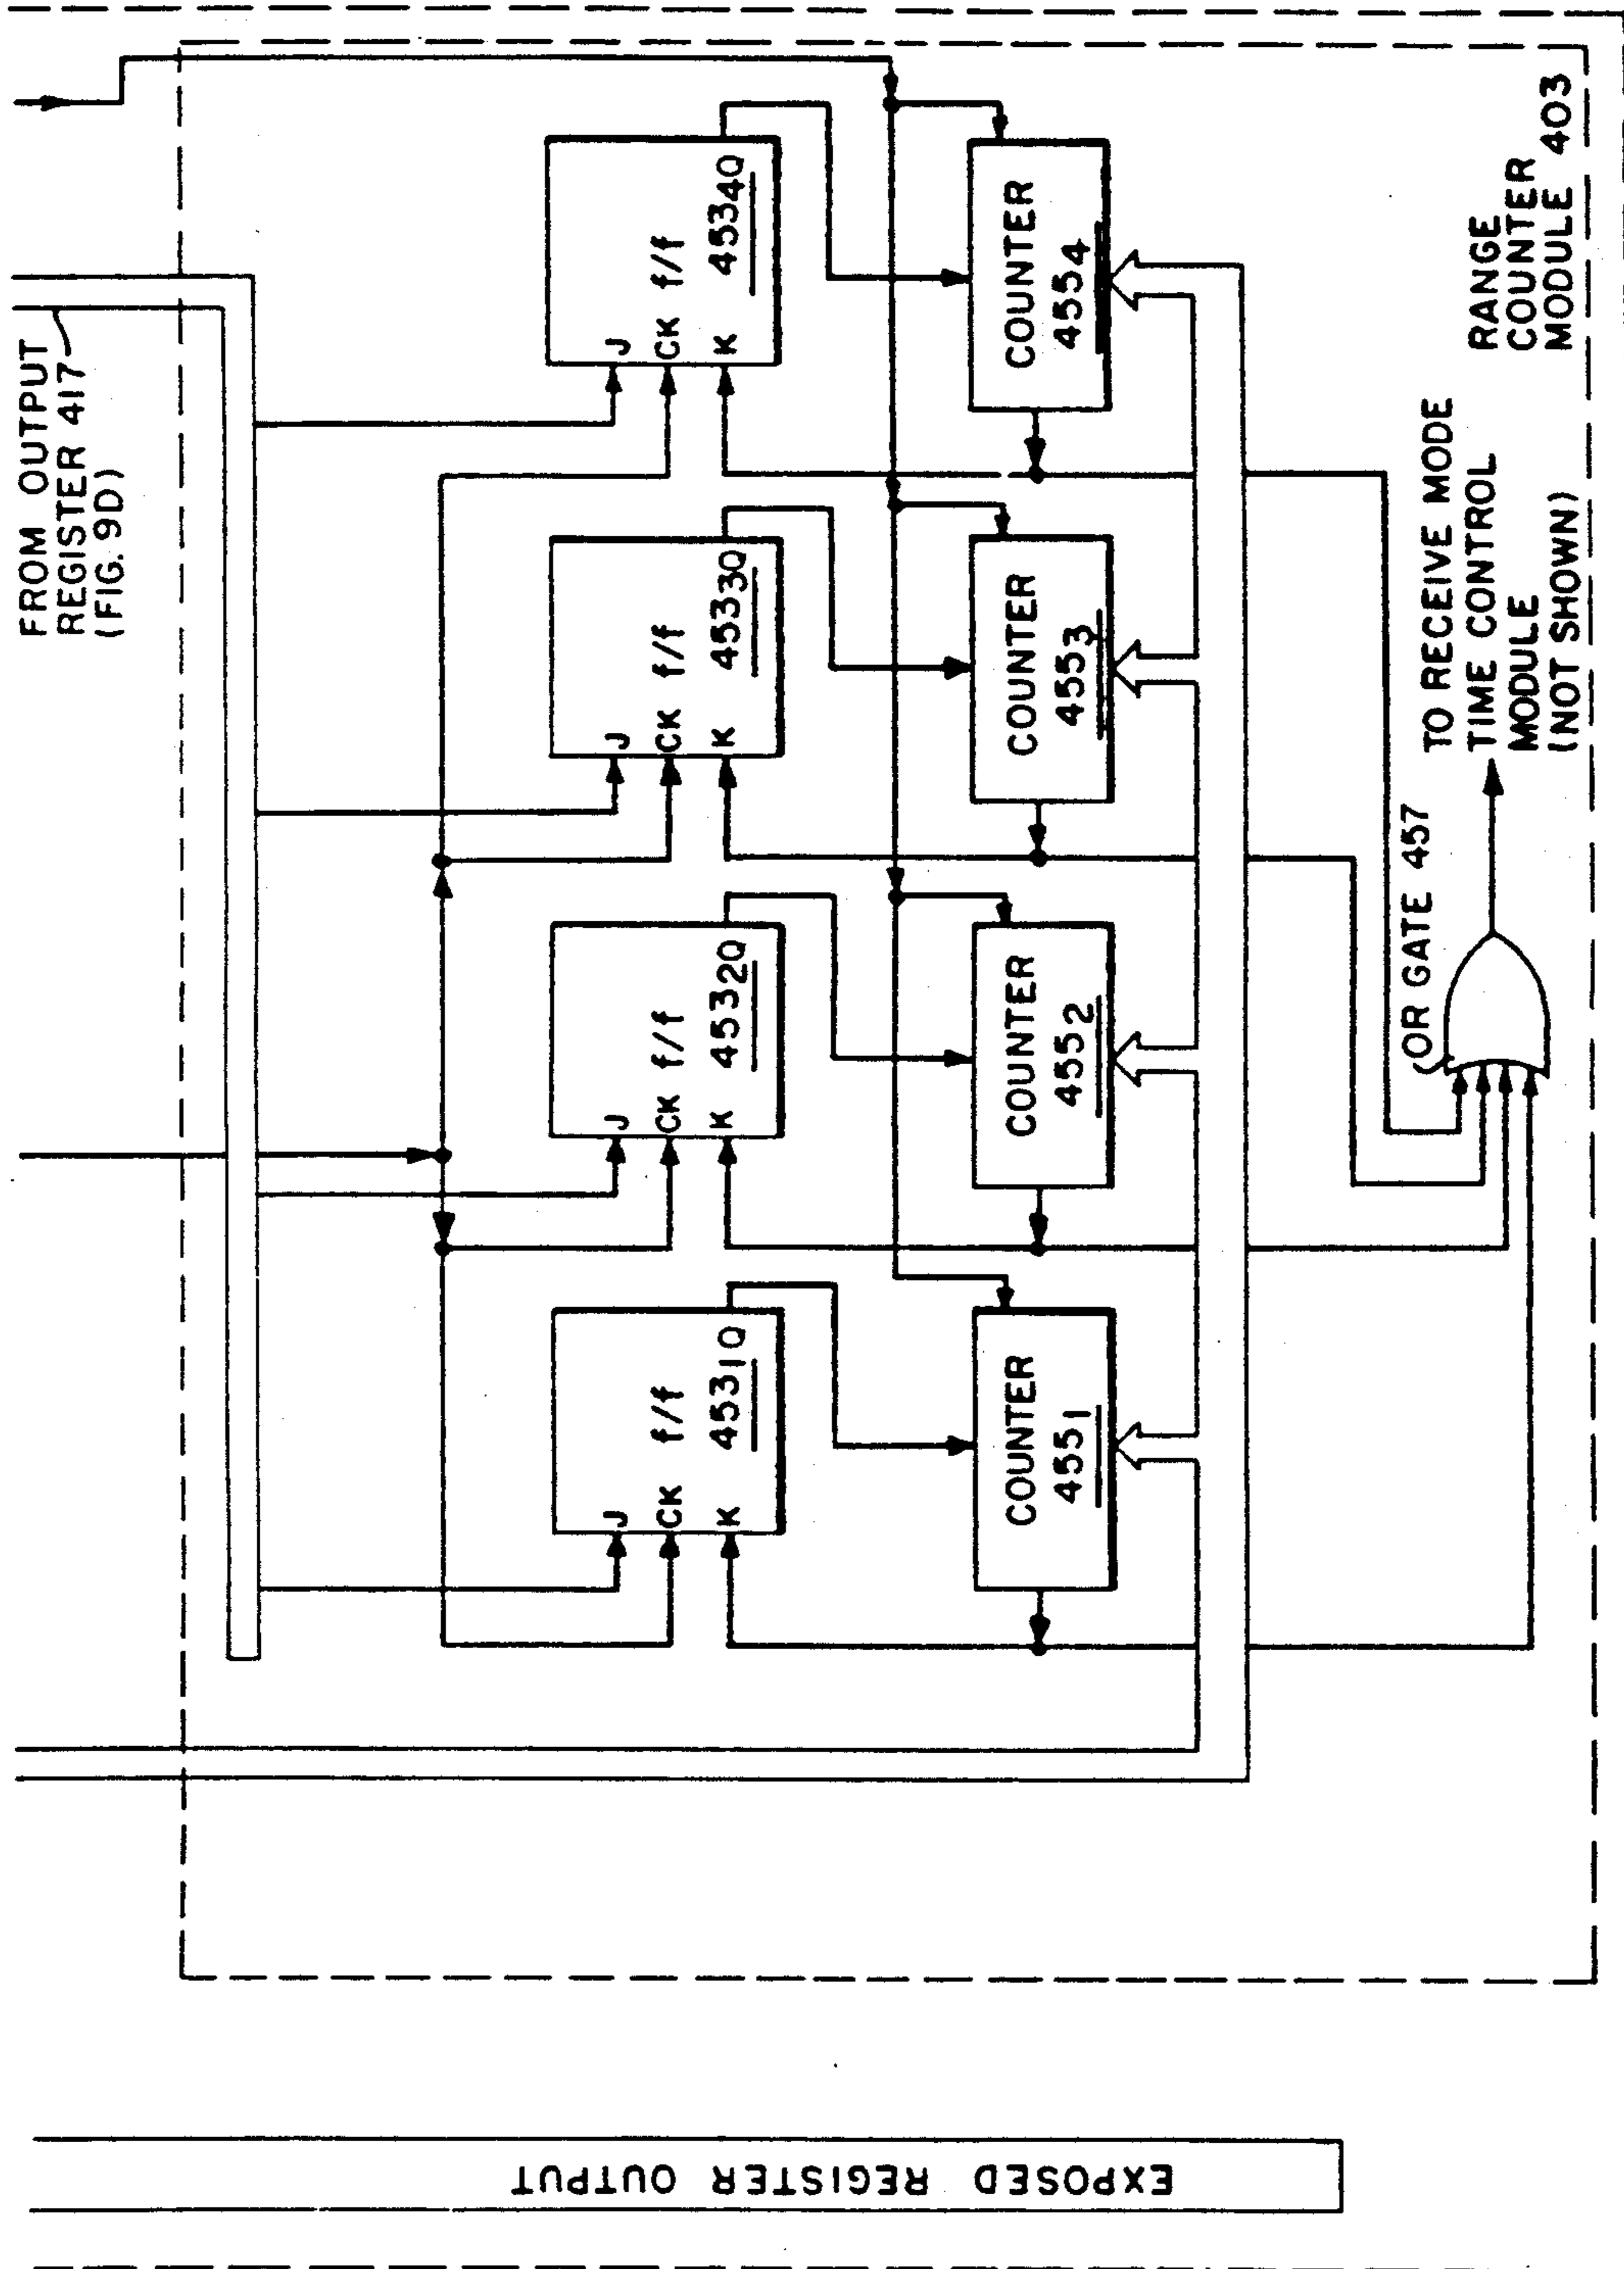 FROM OUTPUT
REGISTER 417
(FIG. 9D)
J
CK f/f
K 453₁Q
J
CK f/f
K 453₂Q
J
CK f/f
K 453₃Q
J
CK f/f
K 453₄Q
COUNTER
455₁
COUNTER
455₂
COUNTER
455₃
COUNTER
455₄
OR GATE 457
TO RECEIVE MODE
TIME CONTROL
MODULE
(NOT SHOWN)
RANGE
COUNTER
MODULE 403
EXPOSED REGISTER OUTPUT